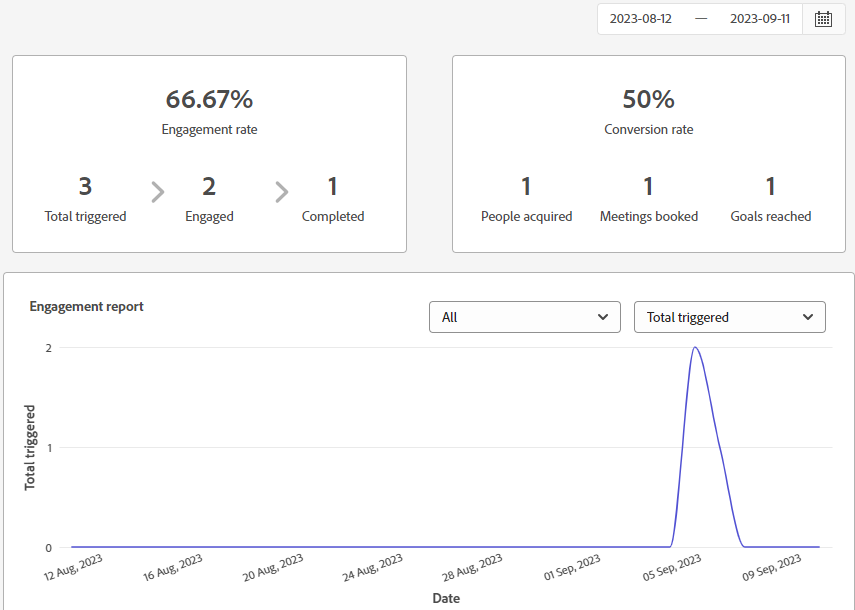 2023-08-12 — 2023-09-11
66.67%
Engagement rate
3 2 1
Total triggered Engaged Completed
50%
Conversion rate
1 1 1
People acquired Meetings booked Goals reached
Engagement report
All
Total triggered
2
1
0
Total triggered
12 Aug, 2023 16 Aug, 2023 20 Aug, 2023 24 Aug, 2023 28 Aug, 2023 01 Sep, 2023 05 Sep, 2023 09 Sep, 2023
Date